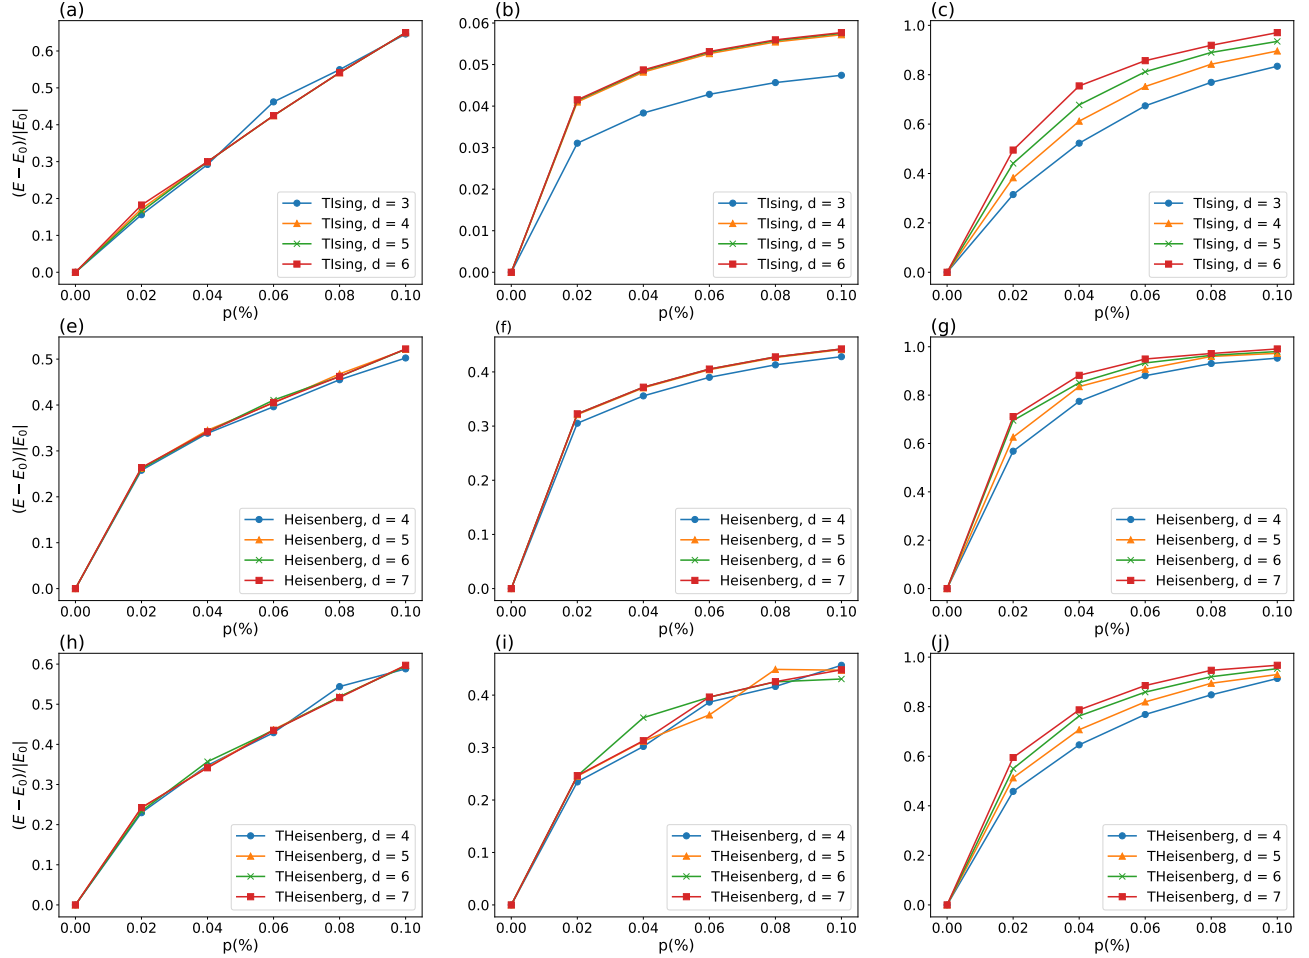 (a)
(E − E₀)/|E₀|
0.6
0.5
0.4
0.3
0.2
0.1
0.0
TIsing, d = 3
TIsing, d = 4
TIsing, d = 5
TIsing, d = 6
0.00 0.02 0.04 0.06 0.08 0.10
p(%)
(b)
0.06
0.05
0.04
0.03
0.02
0.01
0.00
TIsing, d = 3
TIsing, d = 4
TIsing, d = 5
TIsing, d = 6
0.00 0.02 0.04 0.06 0.08 0.10
p(%)
(c)
1.0
0.8
0.6
0.4
0.2
0.0
TIsing, d = 3
TIsing, d = 4
TIsing, d = 5
TIsing, d = 6
0.00 0.02 0.04 0.06 0.08 0.10
p(%)
(e)
(E − E₀)/|E₀|
0.5
0.4
0.3
0.2
0.1
0.0
Heisenberg, d = 4
Heisenberg, d = 5
Heisenberg, d = 6
Heisenberg, d = 7
0.00 0.02 0.04 0.06 0.08 0.10
p(%)
(f)
0.4
0.3
0.2
0.1
0.0
Heisenberg, d = 4
Heisenberg, d = 5
Heisenberg, d = 6
Heisenberg, d = 7
0.00 0.02 0.04 0.06 0.08 0.10
p(%)
(g)
1.0
0.8
0.6
0.4
0.2
0.0
Heisenberg, d = 4
Heisenberg, d = 5
Heisenberg, d = 6
Heisenberg, d = 7
0.00 0.02 0.04 0.06 0.08 0.10
p(%)
(h)
(E − E₀)/|E₀|
0.6
0.5
0.4
0.3
0.2
0.1
0.0
THeisenberg, d = 4
THeisenberg, d = 5
THeisenberg, d = 6
THeisenberg, d = 7
0.00 0.02 0.04 0.06 0.08 0.10
p(%)
(i)
0.4
0.3
0.2
0.1
0.0
THeisenberg, d = 4
THeisenberg, d = 5
THeisenberg, d = 6
THeisenberg, d = 7
0.00 0.02 0.04 0.06 0.08 0.10
p(%)
(j)
1.0
0.8
0.6
0.4
0.2
0.0
THeisenberg, d = 4
THeisenberg, d = 5
THeisenberg, d = 6
THeisenberg, d = 7
0.00 0.02 0.04 0.06 0.08 0.10
p(%)